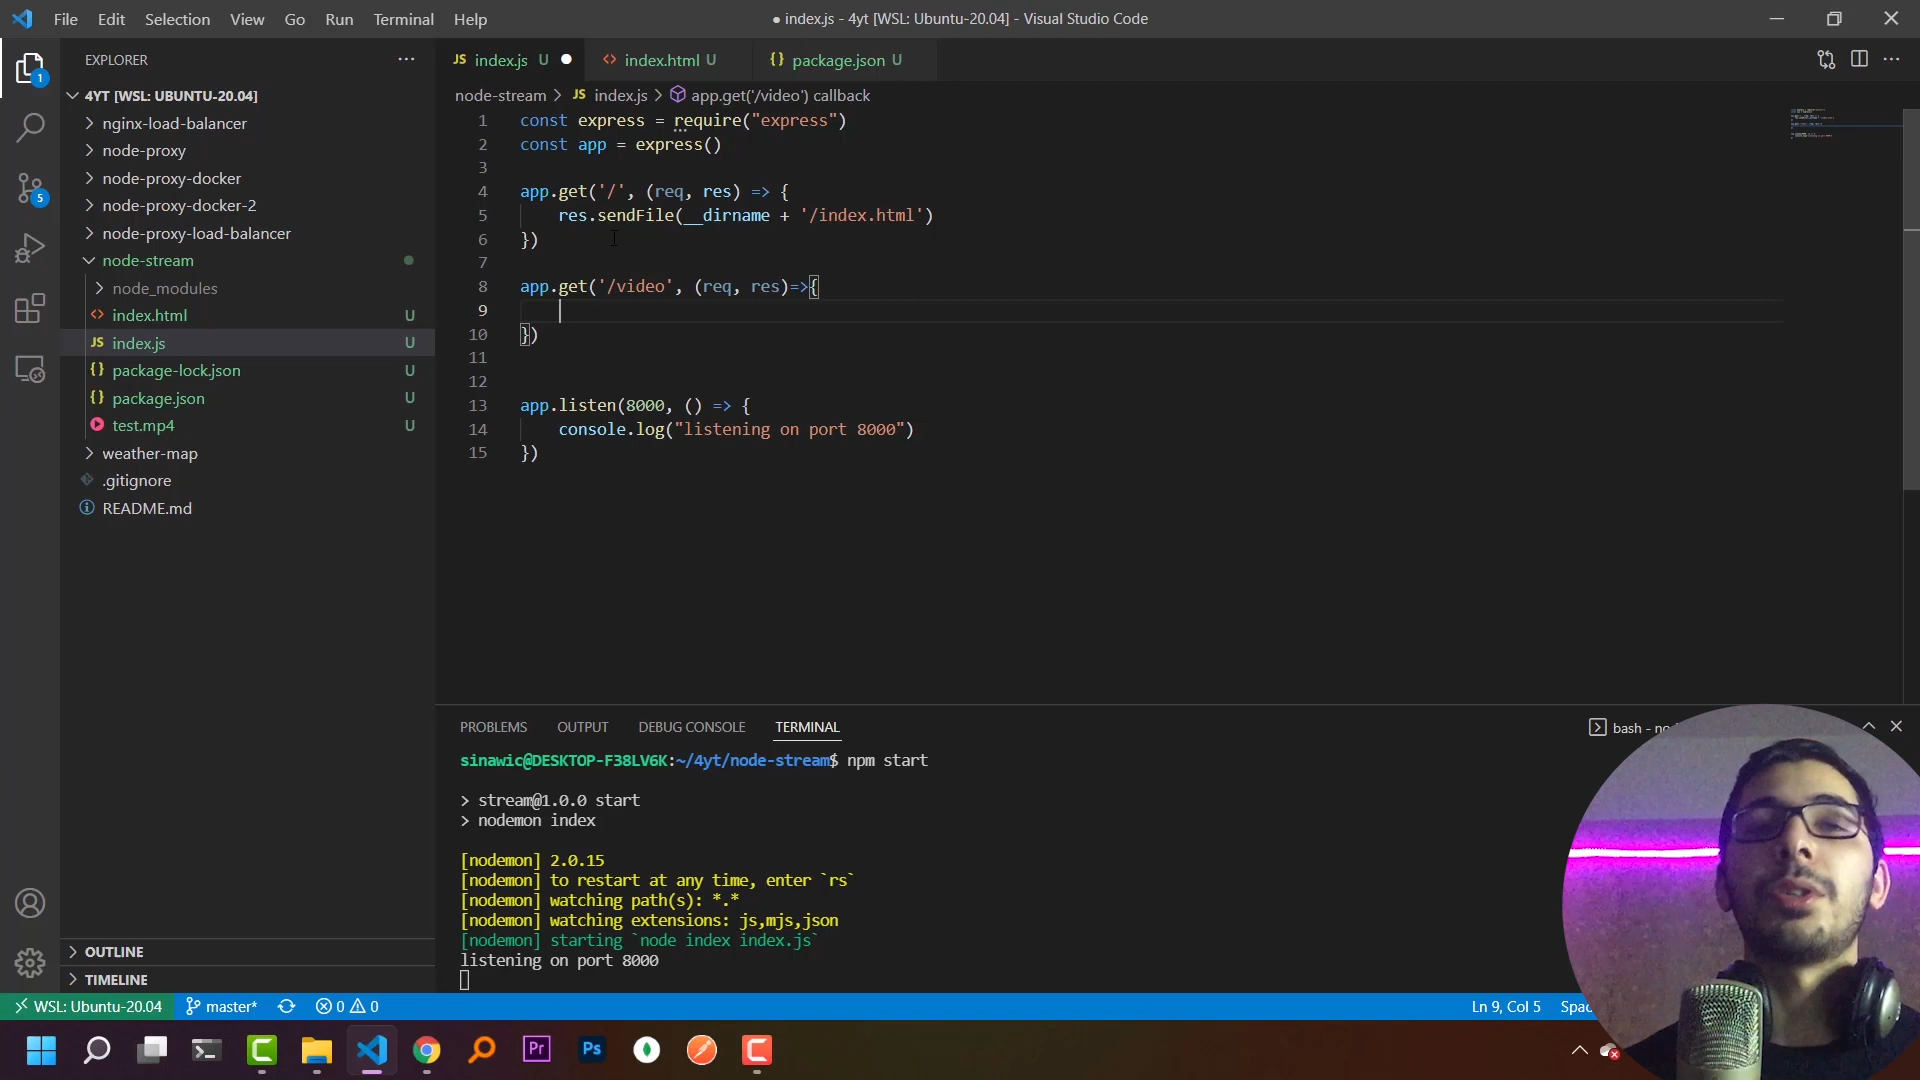 File Edit Selection View Go Run Terminal Help
● index.js - 4yt [WSL: Ubuntu-20.04] - Visual Studio Code
EXPLORER ...
1
5
4YT [WSL: UBUNTU-20.04]
nginx-load-balancer
node-proxy
node-proxy-docker
node-proxy-docker-2
node-proxy-load-balancer
node-stream
node_modules
index.html U
JS index.js U
{} package-lock.json U
{} package.json U
test.mp4 U
weather-map
.gitignore
README.md
OUTLINE
TIMELINE
JS index.js U ● <> index.html U {} package.json U
node-stream > JS index.js > app.get('/video') callback
1 const express = require("express")
2 const app = express()
3
4 app.get('/', (req, res) => {
5 res.sendFile(__dirname + '/index.html')
6 })
7
8 app.get('/video', (req, res)=>{
9
10 })
11
12
13 app.listen(8000, () => {
14 console.log("listening on port 8000")
15 })
PROBLEMS OUTPUT DEBUG CONSOLE TERMINAL
bash - no
sinawic@DESKTOP-F38LV6K:~/4yt/node-stream$ npm start
> stream@1.0.0 start
> nodemon index
[nodemon] 2.0.15
[nodemon] to restart at any time, enter `rs`
[nodemon] watching path(s): *.*
[nodemon] watching extensions: js,mjs,json
[nodemon] starting `node index index.js`
listening on port 8000
WSL: Ubuntu-20.04 master* 0 0 Ln 9, Col 5 Spac
Pr Ps